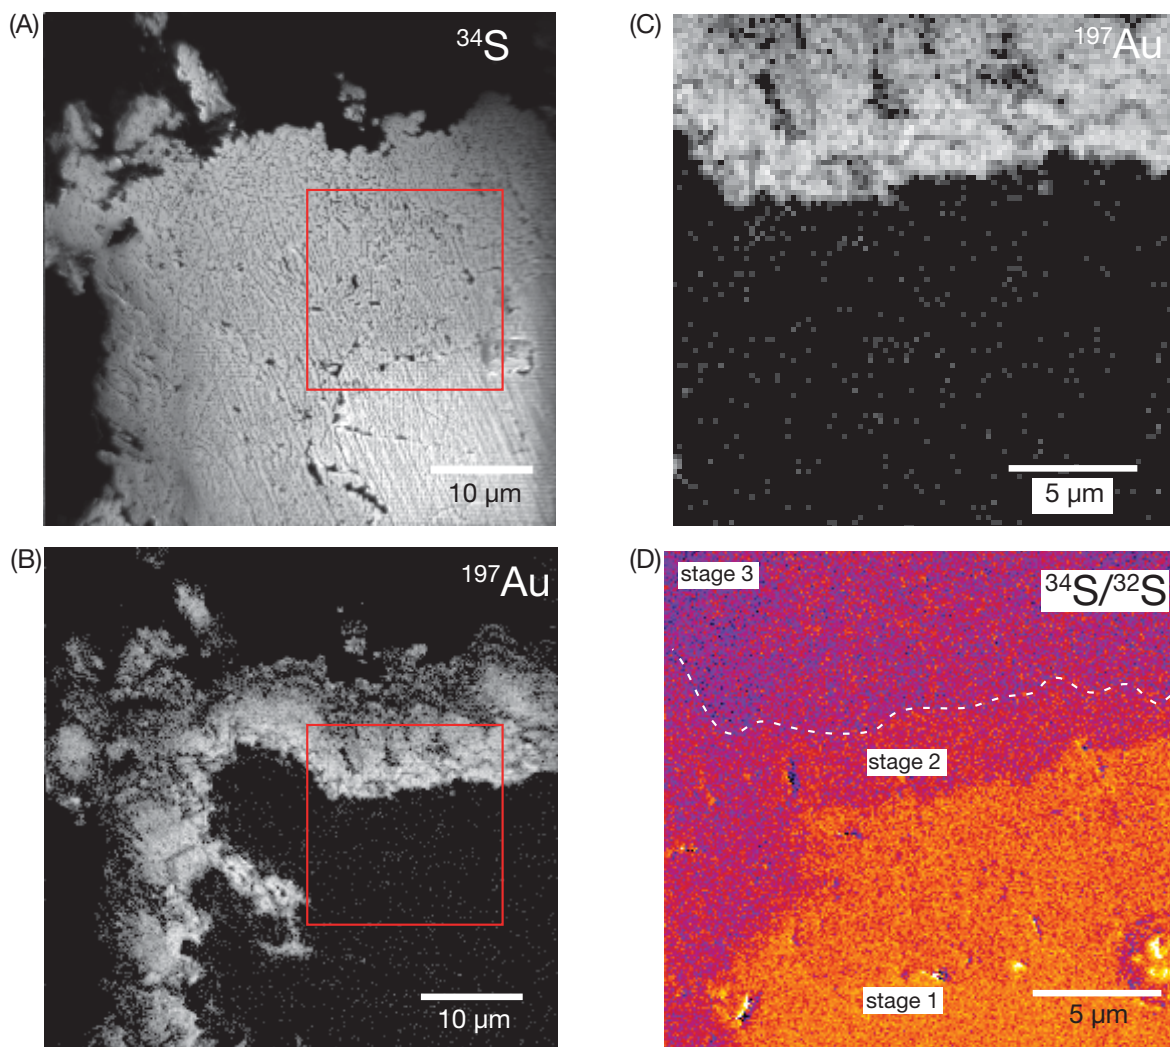 (A)
³⁴S
10 µm
(B)
¹⁹⁷Au
10 µm
(C)
¹⁹⁷Au
5 µm
(D)
stage 3
³⁴S/³²S
stage 2
stage 1
5 µm